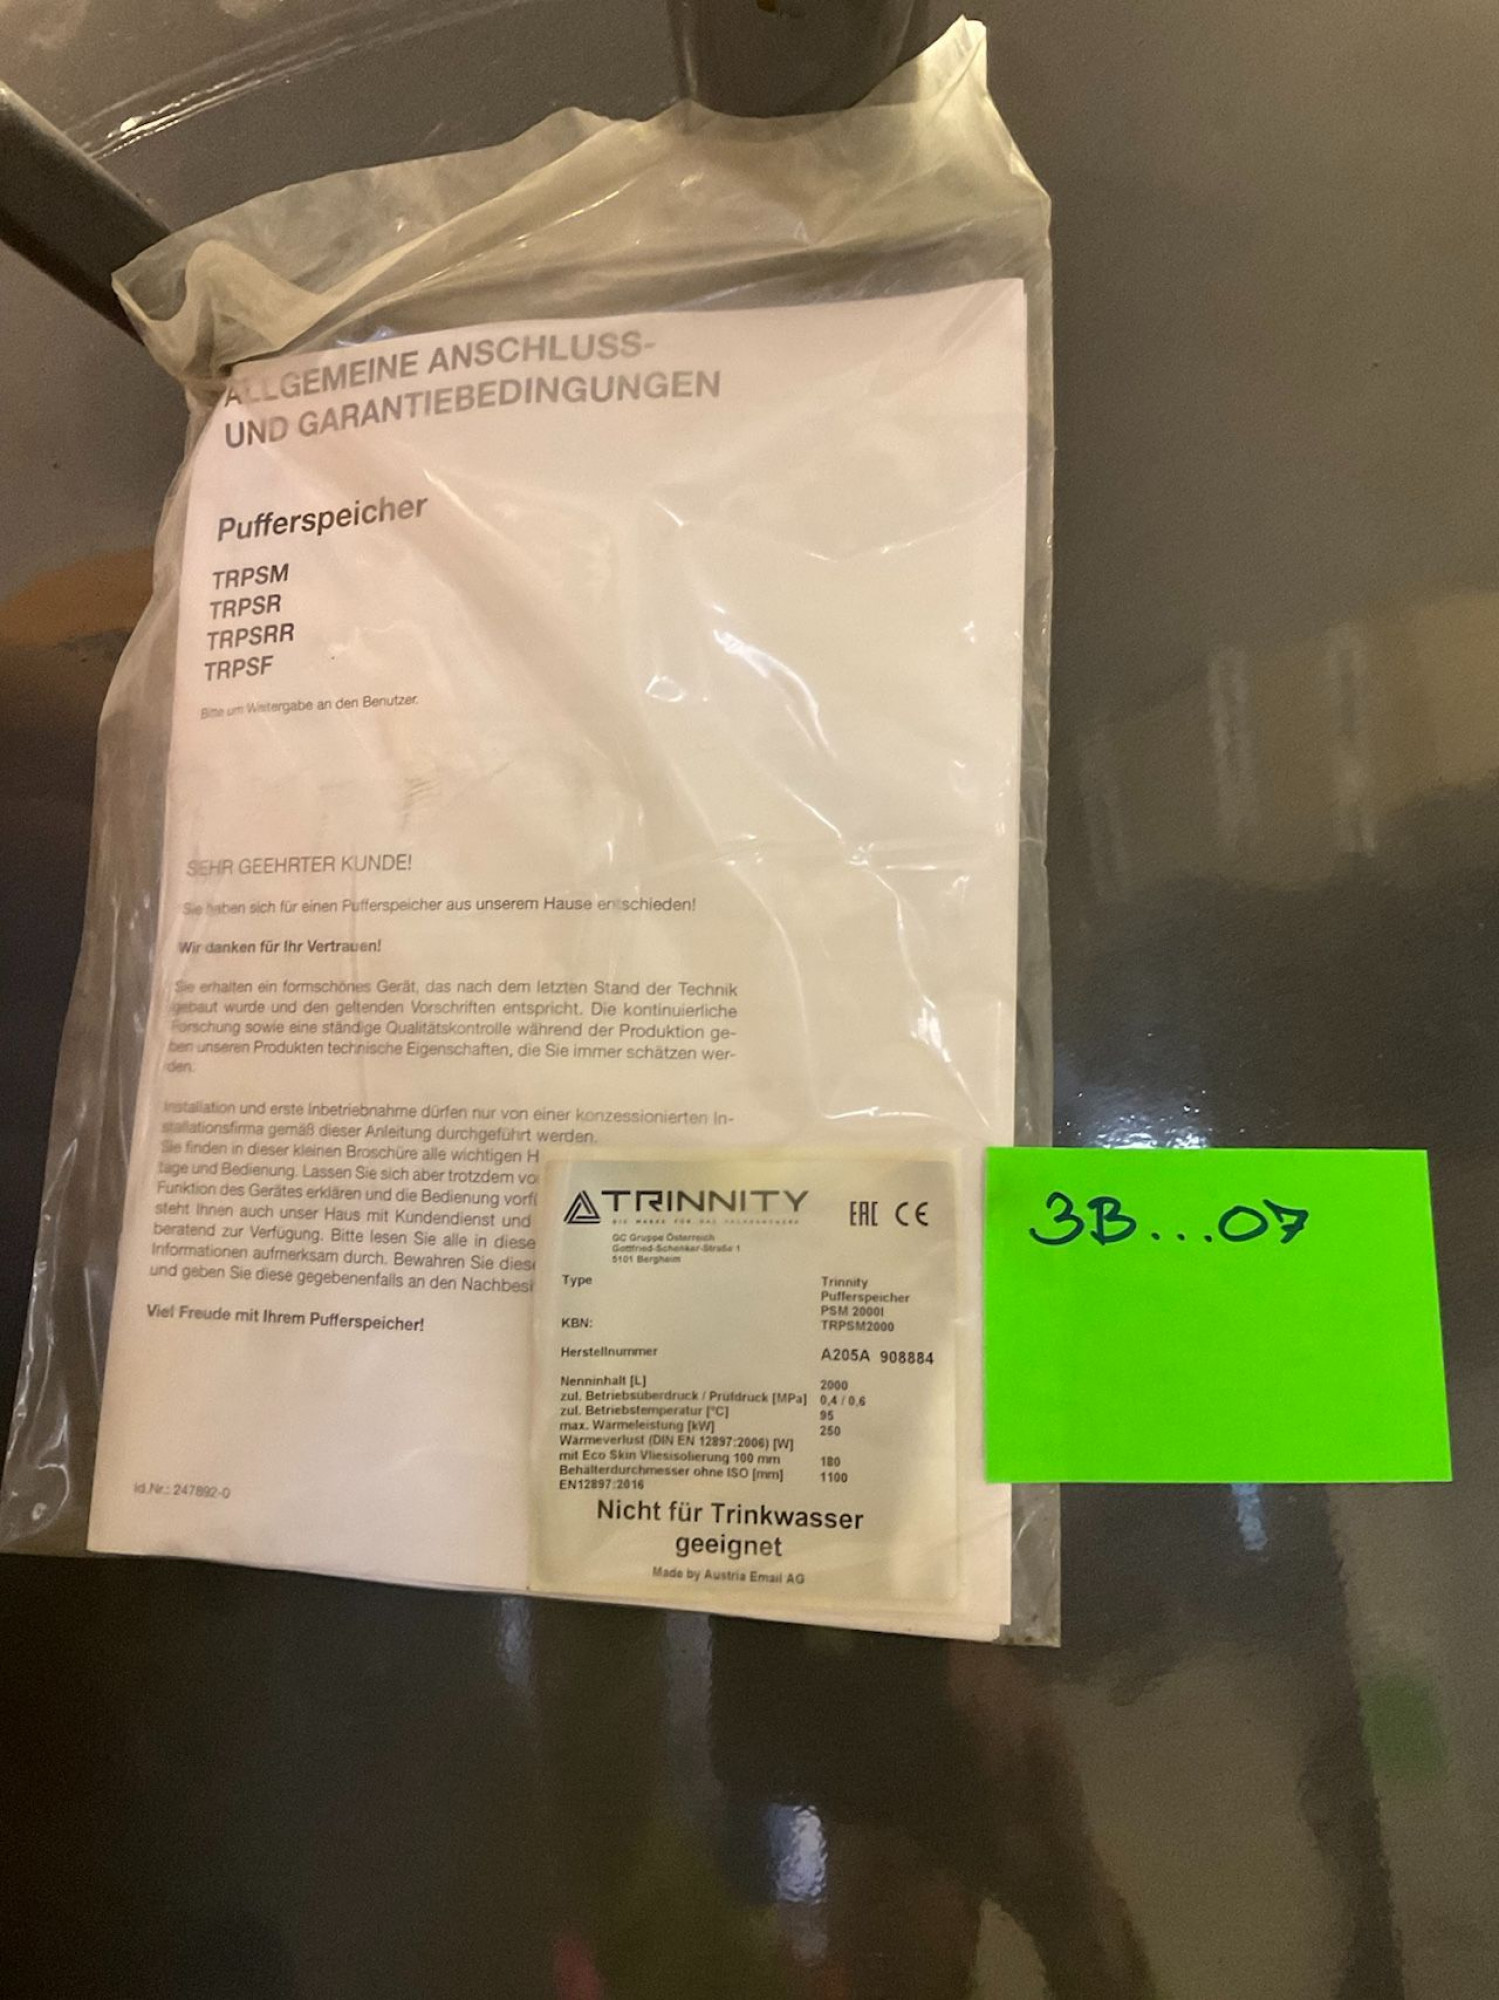 ALLGEMEINE ANSCHLUSS-
UND GARANTIEBEDINGUNGEN
Pufferspeicher
TRPSM
TRPSR
TRPSRR
TRPSF
Bitte um Weitergabe an den Benutzer.
SEHR GEEHRTER KUNDE!
Sie haben sich für einen Pufferspeicher aus unserem Hause entschieden!
Wir danken für Ihr Vertrauen!
Sie erhalten ein formschönes Gerät, das nach dem letzten Stand der Technik
gebaut wurde und den geltenden Vorschriften entspricht. Die kontinuierliche
Forschung sowie eine ständige Qualitätskontrolle während der Produktion ge-
ben unseren Produkten technische Eigenschaften, die Sie immer schätzen wer-
den.
Installation und erste Inbetriebnahme dürfen nur von einer konzessionierten In-
stallationsfirma gemäß dieser Anleitung durchgeführt werden.
Sie finden in dieser kleinen Broschüre alle wichtigen H
tage und Bedienung. Lassen Sie sich aber trotzdem vo
Funktion des Gerätes erklären und die Bedienung vorfü
steht Ihnen auch unser Haus mit Kundendienst und
beratend zur Verfügung. Bitte lesen Sie alle in diese
Informationen aufmerksam durch. Bewahren Sie diese
und geben Sie diese gegebenenfalls an den Nachbesi
Viel Freude mit Ihrem Pufferspeicher!
Id.Nr.: 247892-0
TRINNITY EAC CE
DIE MARKE FÜR DAS FACHHANDWERK
GC Gruppe Österreich
Gottfried-Schenker-Straße 1
5101 Bergheim
Type Trinnity
Pufferspeicher
PSM 2000l
KBN: TRPSM2000
Herstellnummer A205A 908884
Nenninhalt [L] 2000
zul. Betriebsüberdruck / Prüfdruck [MPa] 0,4 / 0,6
zul. Betriebstemperatur [°C] 95
max. Wärmeleistung [kW] 250
Wärmeverlust (DIN EN 12897:2006) [W]
mit Eco Skin Vliesisolierung 100 mm 180
Behälterdurchmesser ohne ISO [mm] 1100
EN12897:2016
Nicht für Trinkwasser
geeignet
Made by Austria Email AG
3B...07